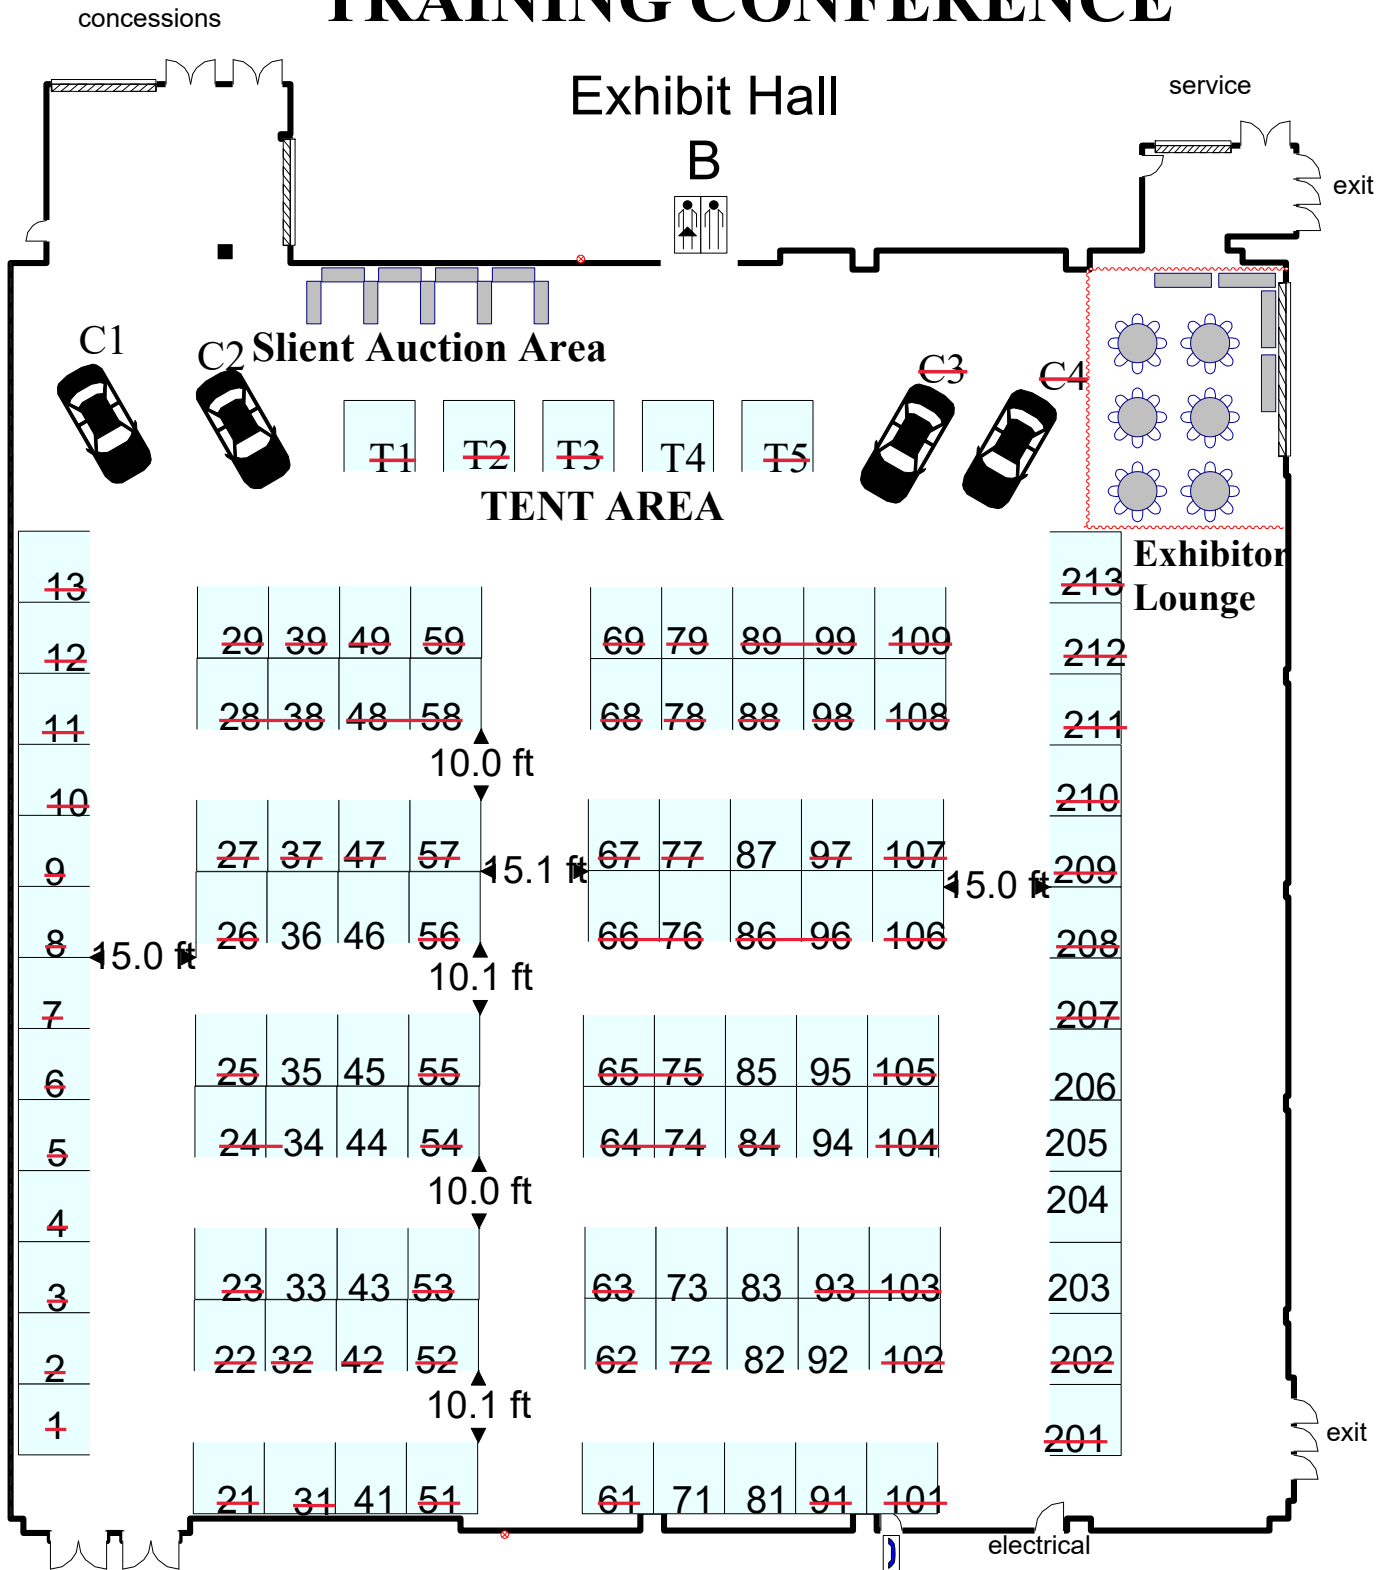 TRAINING CONFERENCE
concessions
Exhibit Hall
B
service
exit
C1
C2
Slient Auction Area
C3
C4
T1 T2 T3 T4 T5
TENT AREA
Exhibitor
Lounge
13
213
29 39 49 59 69 79 89 99 109
12
212
28 38 48 58 68 78 88 98 108
11
211
10.0 ft
10
210
27 37 47 57 67 77 87 97 107
9
15.1 ft
209
15.0 ft
26 36 46 56 66 76 86 96 106
8
208
15.0 ft
10.1 ft
7
207
25 35 45 55 65 75 85 95 105
6
206
24 34 44 54 64 74 84 94 104
5
205
10.0 ft
204
4
23 33 43 53 63 73 83 93 103
3
203
22 32 42 52 62 72 82 92 102
2
202
10.1 ft
1
201
exit
21 31 41 51 61 71 81 91 101
electrical